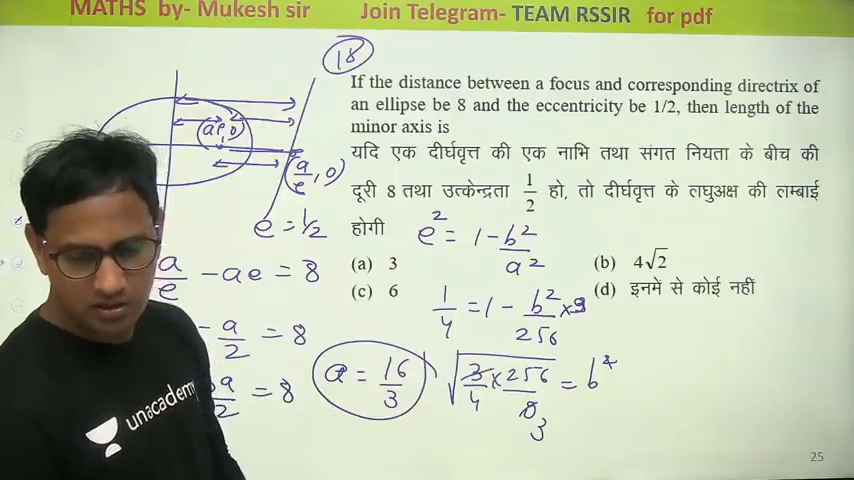 MATHS by- Mukesh sir Join Telegram- TEAM RSSIR for pdf
18
If the distance between a focus and corresponding directrix of
an ellipse be 8 and the eccentricity be 1/2, then length of the
minor axis is
यदि एक दीर्घवृत्त की एक नाभि तथा संगत नियता के बीच की
दूरी 8 तथा उत्केन्द्रता 1/2 हो, तो दीर्घवृत्त के लघुअक्ष की लम्बाई
होगी
(a) 3 (b) 4√2
(c) 6 (d) इनमें से कोई नहीं
(ae, 0)
(a/e, 0)
e = 1/2
a/e - ae = 8
- a/2 = 8
a/2 = 8
a = 16/3
e² = 1 - b²/a²
1/4 = 1 - b²/256 × 9
√3/4 × 256/9 = b²
3
unacademy
25